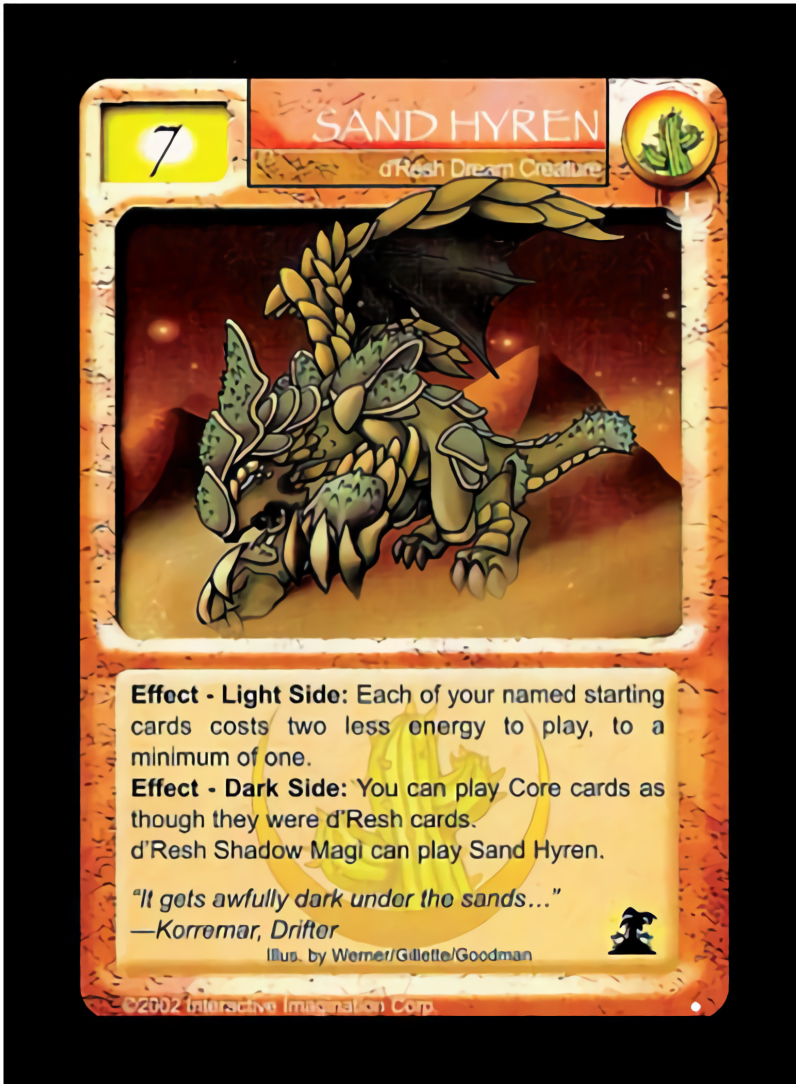 7
SAND HYREN
d'Resh Dream Creature
Effect - Light Side: Each of your named starting
cards costs two less energy to play, to a
minimum of one.
Effect - Dark Side: You can play Core cards as
though they were d'Resh cards.
d'Resh Shadow Magi can play Sand Hyren.
"It gets awfully dark under the sands..."
—Korremar, Drifter
Illus. by Werner/Gillette/Goodman
©2002 Interactive Imagination Corp.